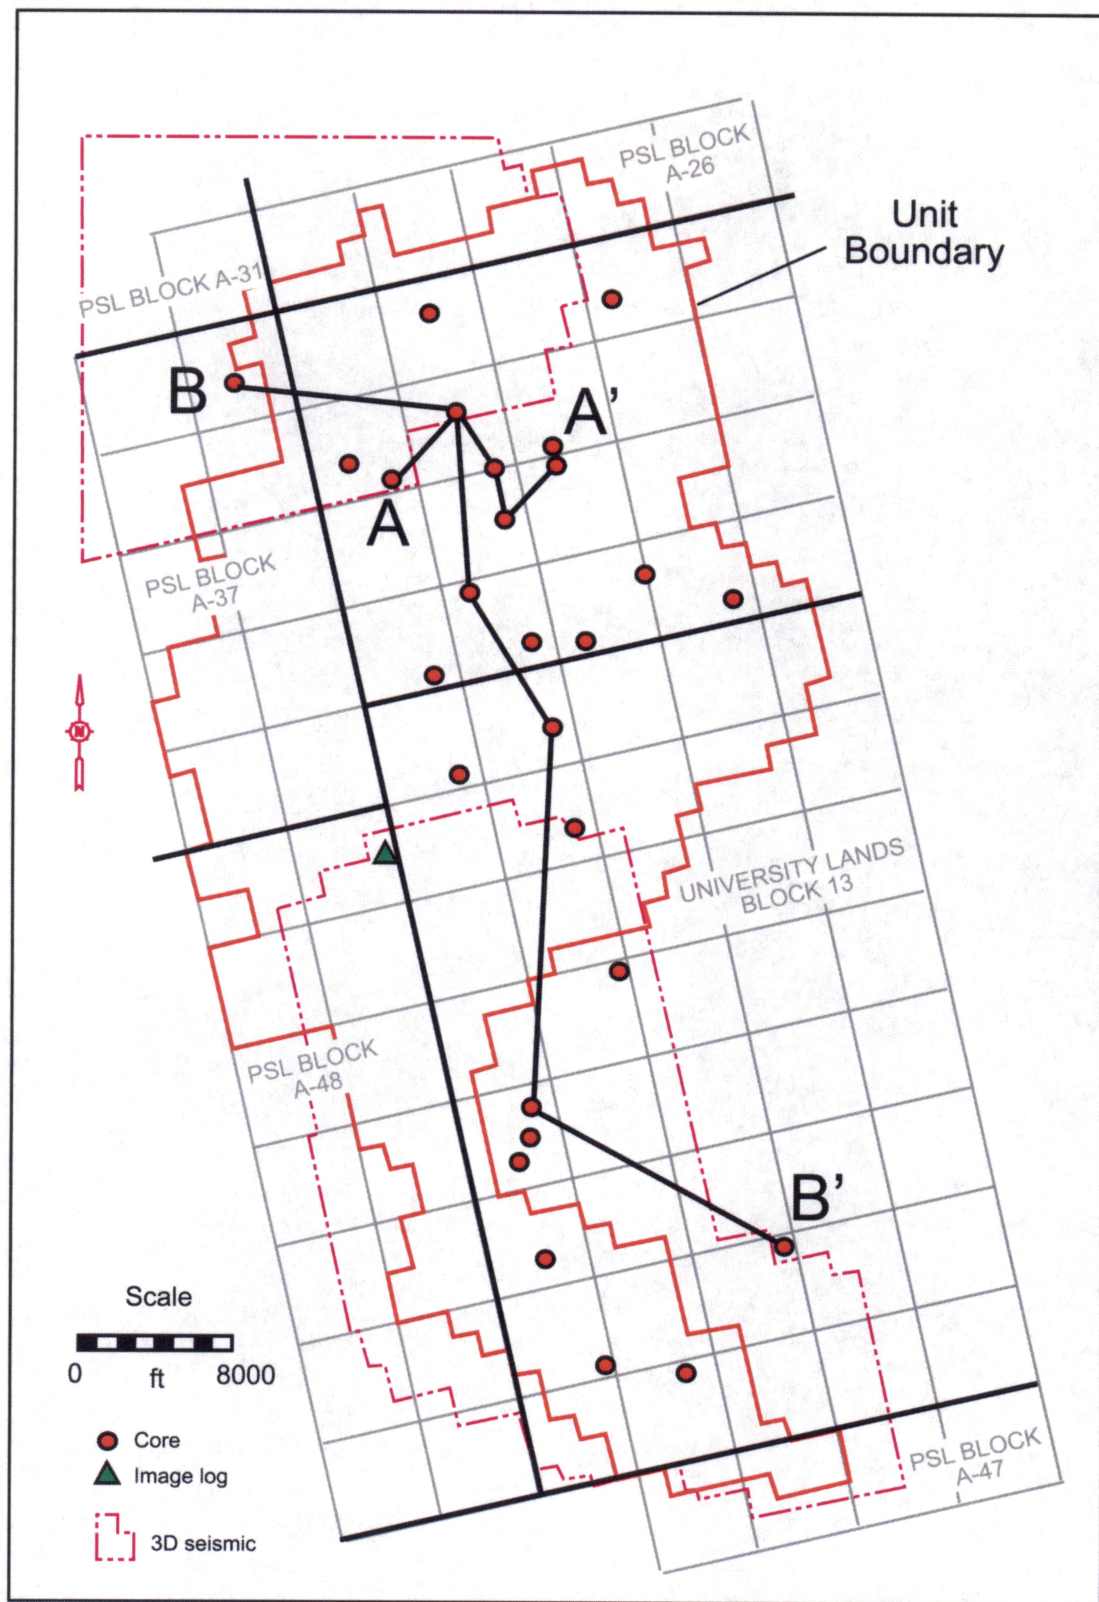 PSL BLOCK
A-26
Unit
Boundary
PSL BLOCK A-31
B
A’
A
PSL BLOCK
A-37
N
UNIVERSITY LANDS
BLOCK 13
PSL BLOCK
A-48
B’
Scale
0
ft
8000
Core
Image log
3D seismic
PSL BLOCK
A-47